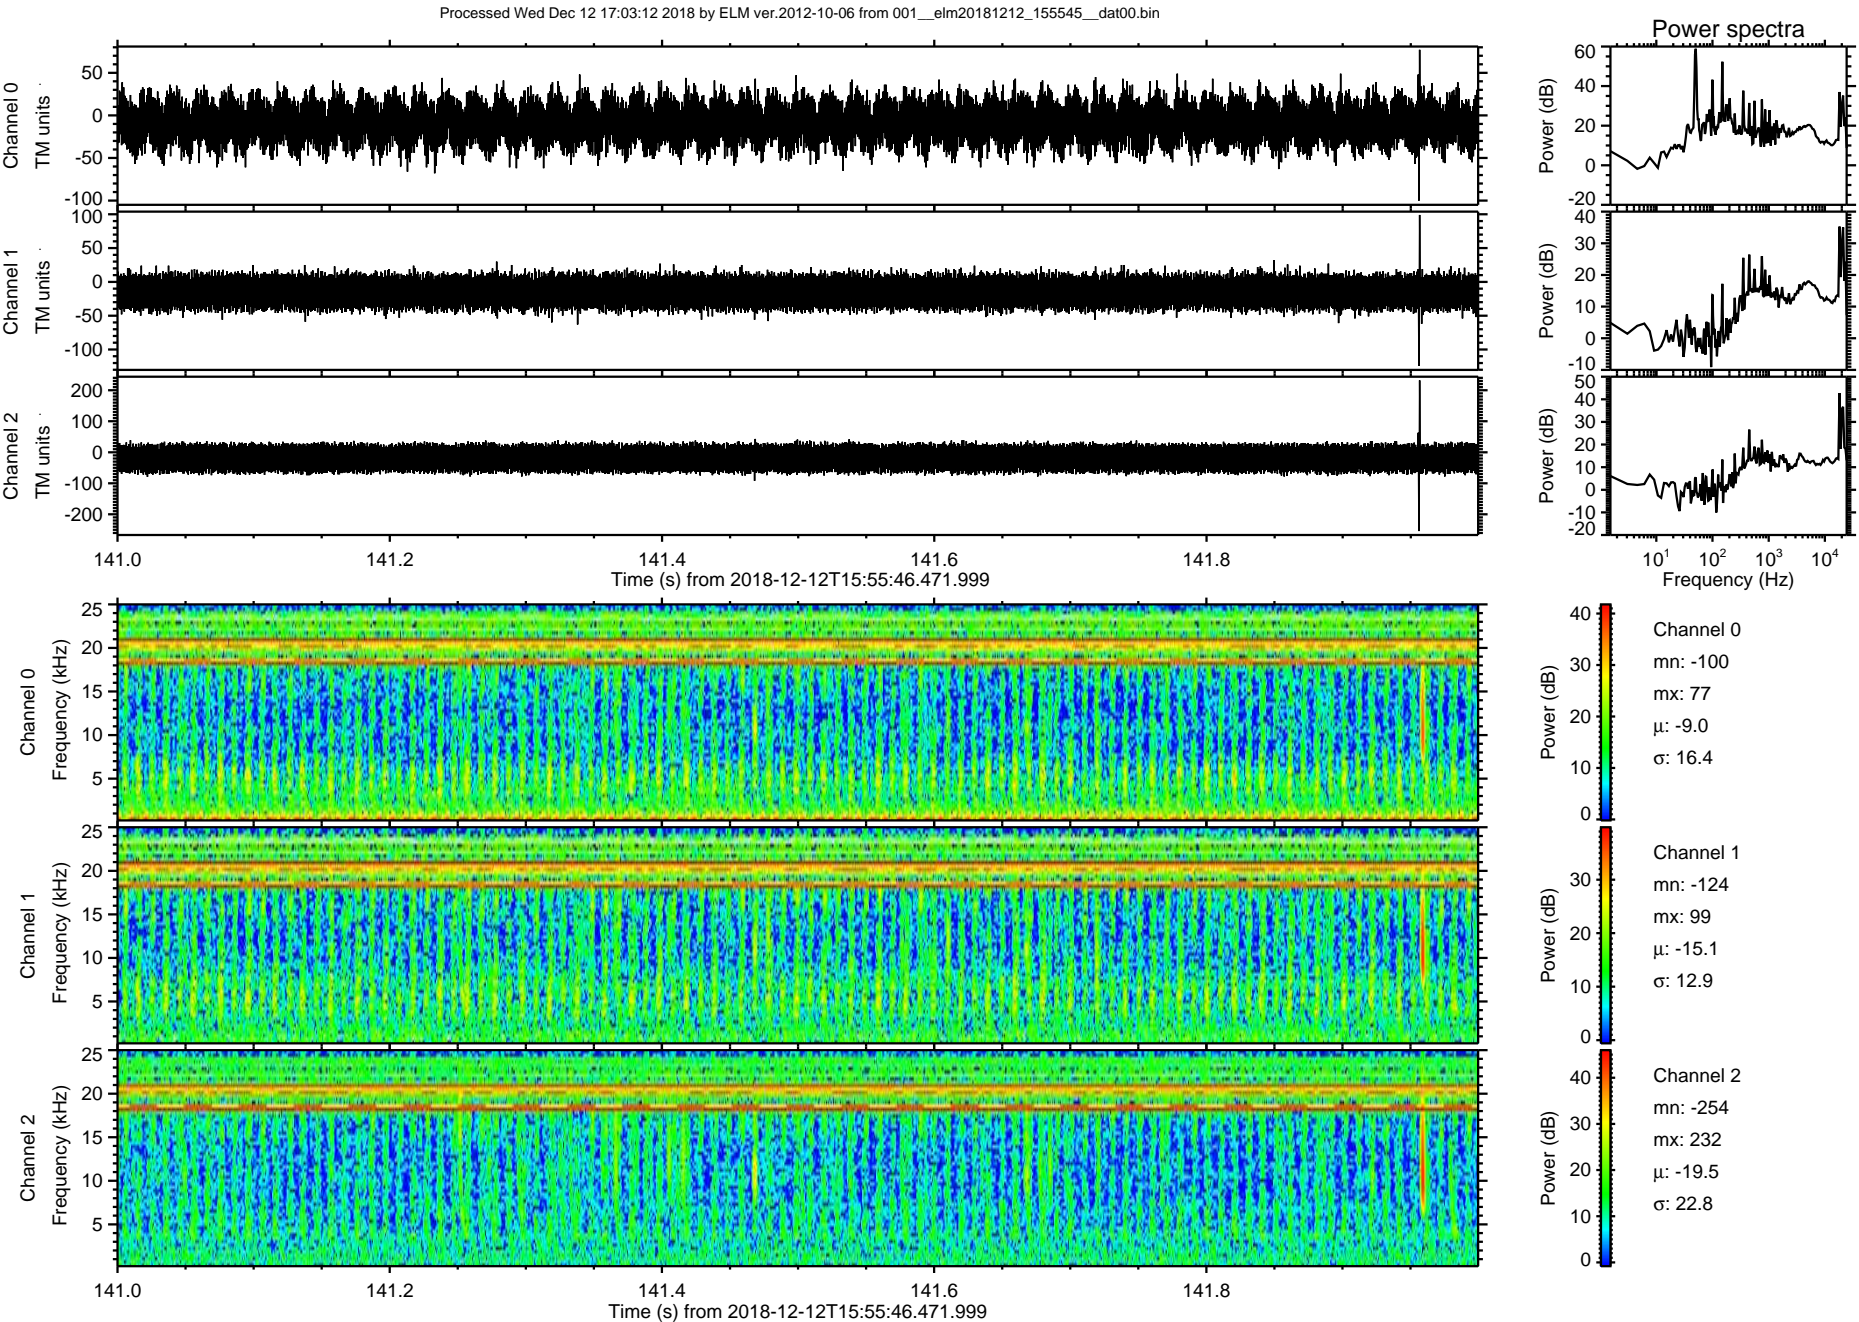 Processed Wed Dec 12 17:03:12 2018 by ELM ver.2012-10-06 from 001__elm20181212_155545__dat00.bin
Power spectra
Channel 0
TM units
50
0
-50
-100
Power (dB)
60
40
20
0
-20
Channel 1
TM units
100
50
0
-50
-100
Power (dB)
40
30
20
10
0
-10
Channel 2
TM units
200
100
0
-100
-200
Power (dB)
50
40
30
20
10
0
-10
-20
141.0 141.2 141.4 141.6 141.8
Time (s) from 2018-12-12T15:55:46.471.999
10^1 10^2 10^3 10^4
Frequency (Hz)
Channel 0
Frequency (kHz)
25
20
15
10
5
Power (dB)
40
30
20
10
0
Channel 0
mn: -100
mx: 77
μ: -9.0
σ: 16.4
Channel 1
Frequency (kHz)
25
20
15
10
5
Power (dB)
30
20
10
0
Channel 1
mn: -124
mx: 99
μ: -15.1
σ: 12.9
Channel 2
Frequency (kHz)
25
20
15
10
5
Power (dB)
40
30
20
10
0
Channel 2
mn: -254
mx: 232
μ: -19.5
σ: 22.8
141.0 141.2 141.4 141.6 141.8
Time (s) from 2018-12-12T15:55:46.471.999